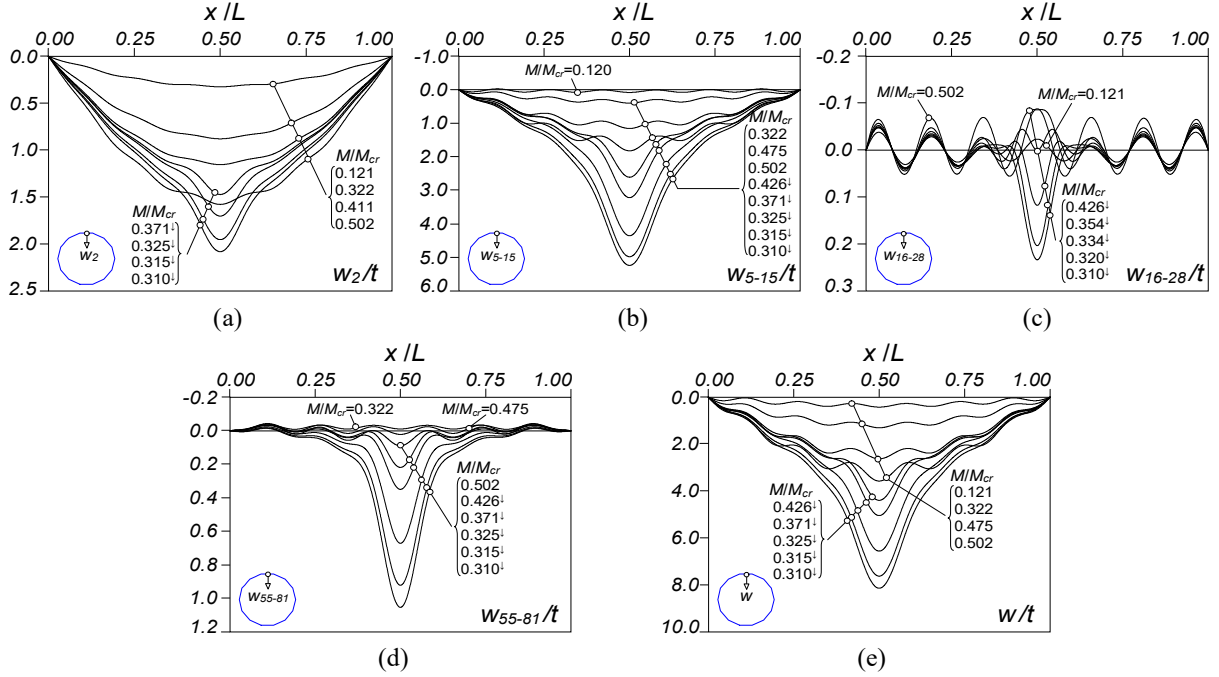 x /L
0.00 0.25 0.50 0.75 1.00
0.0
0.5
1.0
1.5
2.0
2.5
M/Mcr
0.121
0.322
0.411
0.502
M/Mcr
0.371↓
0.325↓
0.315↓
0.310↓
w2
w2/t
(a)
x /L
0.00 0.25 0.50 0.75 1.00
-1.0
0.0
1.0
2.0
3.0
4.0
5.0
6.0
M/Mcr=0.120
M/Mcr
0.322
0.475
0.502
0.426↓
0.371↓
0.325↓
0.315↓
0.310↓
w5-15
w5-15/t
(b)
x /L
0.00 0.25 0.50 0.75 1.00
-0.2
-0.1
0.0
0.1
0.2
0.3
M/Mcr=0.502
M/Mcr=0.121
M/Mcr
0.426↓
0.354↓
0.334↓
0.320↓
0.310↓
w16-28
w16-28/t
(c)
x /L
0.00 0.25 0.50 0.75 1.00
-0.2
0.0
0.2
0.4
0.6
0.8
1.0
1.2
M/Mcr=0.322
M/Mcr=0.475
M/Mcr
0.502
0.426↓
0.371↓
0.325↓
0.315↓
0.310↓
w55-81
w55-81/t
(d)
x /L
0.00 0.25 0.50 0.75 1.00
0.0
2.0
4.0
6.0
8.0
10.0
M/Mcr
0.426↓
0.371↓
0.325↓
0.315↓
0.310↓
M/Mcr
0.121
0.322
0.475
0.502
w
w/t
(e)